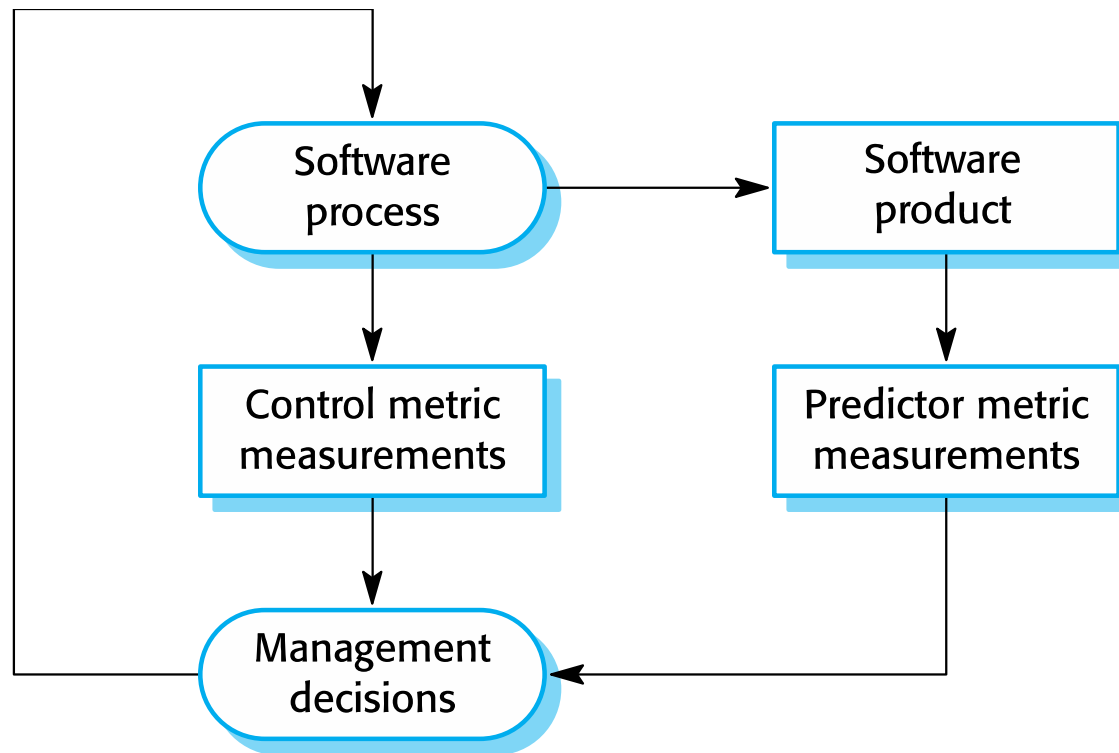 Software
process
Software
product
Control metric
measurements
Predictor metric
measurements
Management
decisions